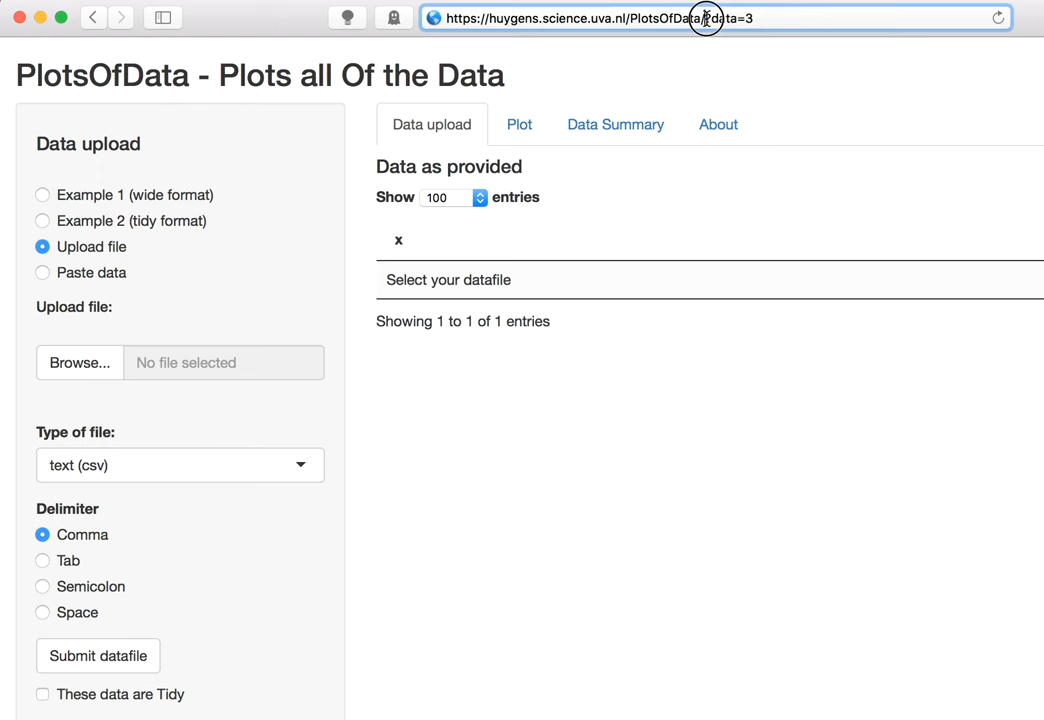 https://huygens.science.uva.nl/PlotsOfData/?data=3
PlotsOfData - Plots all Of the Data
Data upload
Example 1 (wide format)
Example 2 (tidy format)
Upload file
Paste data
Upload file:
Browse...
No file selected
Type of file:
text (csv)
Delimiter
Comma
Tab
Semicolon
Space
Submit datafile
These data are Tidy
Data upload Plot Data Summary About
Data as provided
Show 100 entries
x
Select your datafile
Showing 1 to 1 of 1 entries